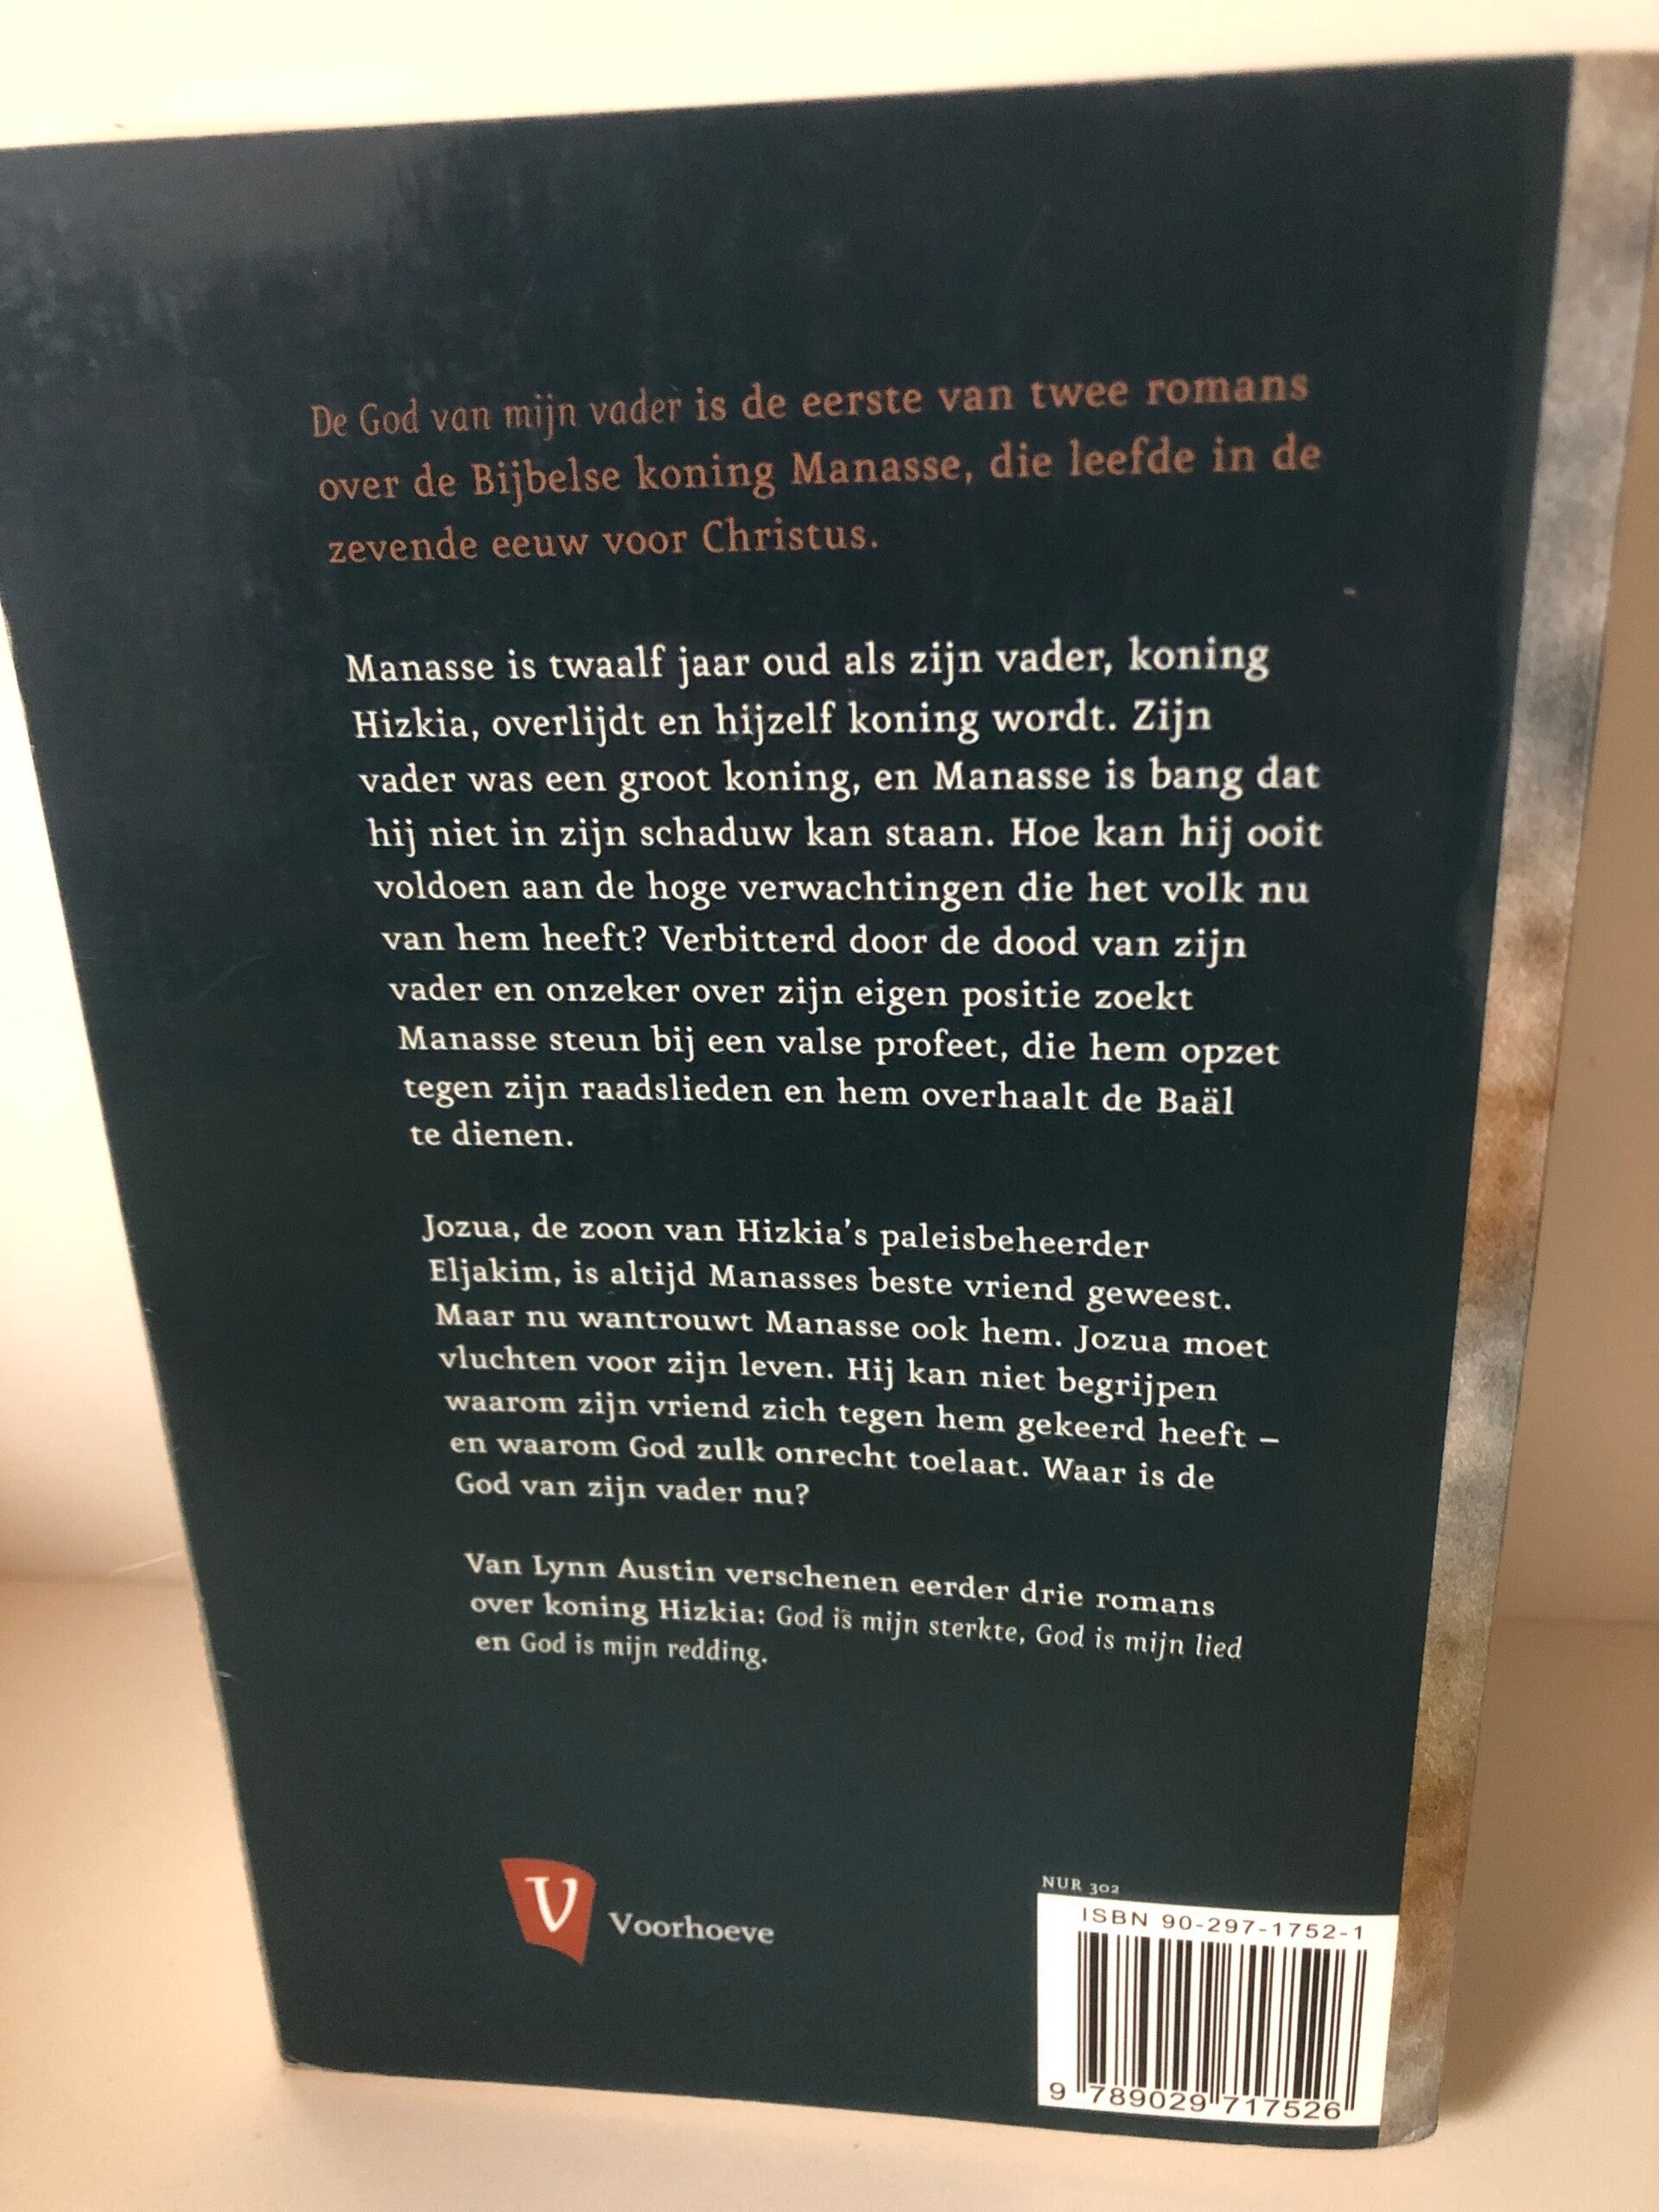 De God van mijn vader is de eerste van twee romans
over de Bijbelse koning Manasse, die leefde in de
zevende eeuw voor Christus.
Manasse is twaalf jaar oud als zijn vader, koning
Hizkia, overlijdt en hijzelf koning wordt. Zijn
vader was een groot koning, en Manasse is bang dat
hij niet in zijn schaduw kan staan. Hoe kan hij ooit
voldoen aan de hoge verwachtingen die het volk nu
van hem heeft? Verbitterd door de dood van zijn
vader en onzeker over zijn eigen positie zoekt
Manasse steun bij een valse profeet, die hem opzet
tegen zijn raadslieden en hem overhaalt de Baäl
te dienen.
Jozua, de zoon van Hizkia's paleisbeheerder
Eljakim, is altijd Manasses beste vriend geweest.
Maar nu wantrouwt Manasse ook hem. Jozua moet
vluchten voor zijn leven. Hij kan niet begrijpen
waarom zijn vriend zich tegen hem gekeerd heeft –
en waarom God zulk onrecht toelaat. Waar is de
God van zijn vader nu?
Van Lynn Austin verschenen eerder drie romans
over koning Hizkia: God is mijn sterkte, God is mijn lied
en God is mijn redding.
V Voorhoeve
NUR 302
ISBN 90-297-1752-1
9 789029 717526